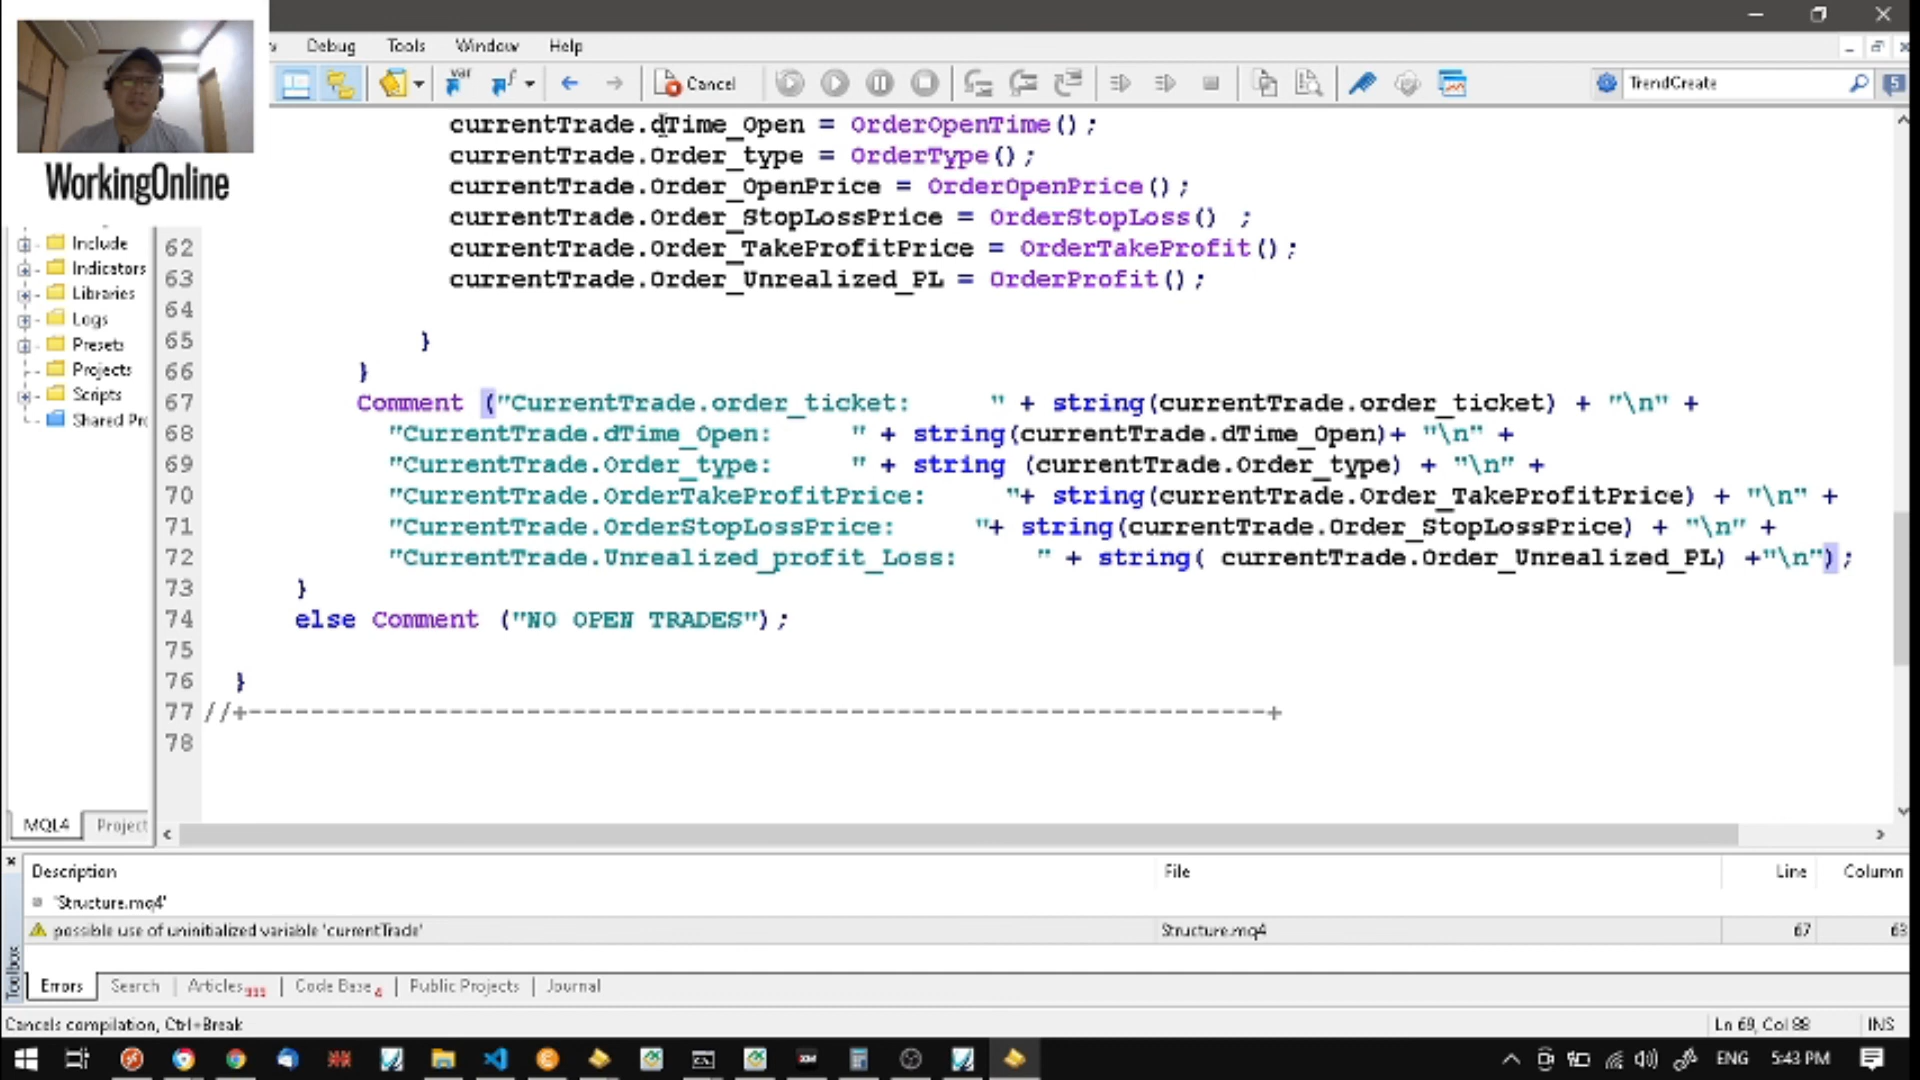 Debug Tools Window Help
Cancel TrendCreate 5
WorkingOnline
currentTrade.dTime_Open = OrderOpenTime();
currentTrade.Order_type = OrderType();
currentTrade.Order_OpenPrice = OrderOpenPrice();
currentTrade.Order_StopLossPrice = OrderStopLoss() ;
62 currentTrade.Order_TakeProfitPrice = OrderTakeProfit();
63 currentTrade.Order_Unrealized_PL = OrderProfit();
64
65 }
66 }
67 Comment ("CurrentTrade.order_ticket:     " + string(currentTrade.order_ticket) + "\n" +
68 "CurrentTrade.dTime_Open:     " + string(currentTrade.dTime_Open)+ "\n" +
69 "CurrentTrade.Order_type:     " + string (currentTrade.Order_type) + "\n" +
70 "CurrentTrade.OrderTakeProfitPrice:     "+ string(currentTrade.Order_TakeProfitPrice) + "\n" +
71 "CurrentTrade.OrderStopLossPrice:     "+ string(currentTrade.Order_StopLossPrice) + "\n" +
72 "CurrentTrade.Unrealized_profit_Loss:     " + string( currentTrade.Order_Unrealized_PL) +"\n");
73 }
74 else Comment ("NO OPEN TRADES");
75
76 }
77 //+------------------------------------------------------------------+
78
Include
Indicators
Libraries
Logs
Presets
Projects
Scripts
Shared Pro
MQL4 Project
Description File Line Column
'Structure.mq4'
possible use of uninitialized variable 'currentTrade' Structure.mq4 67 63
Toolbox
Errors Search Articles Code Base Public Projects Journal
Cancels compilation, Ctrl+Break Ln 69, Col 88 INS
XM ENG 5:43 PM